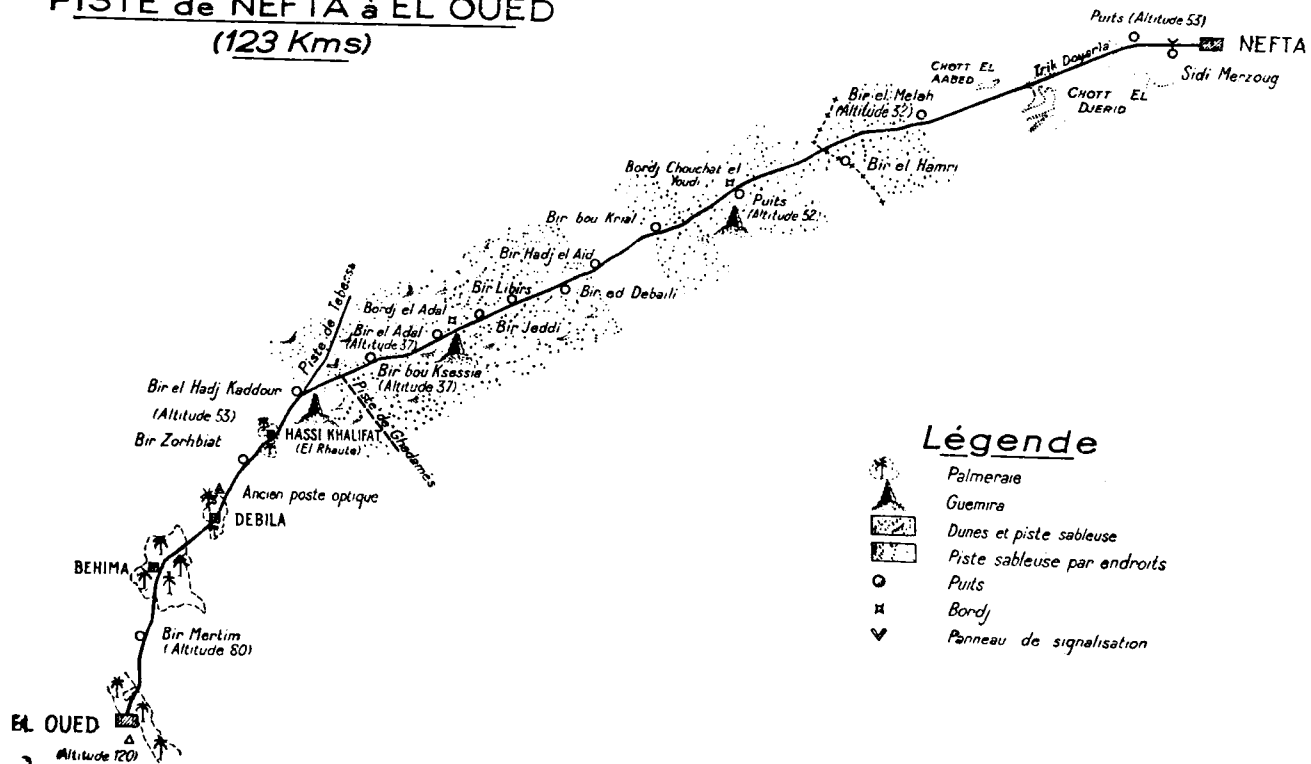 PISTE de NEFTA à EL OUED
(123 Kms)
Puits (Altitude 53)
NEFTA
Sidi Merzoug
Trik Doueria
CHOTT EL
AABED
CHOTT EL
DJERID
Bir el Melah
(Altitude 32)
Bir el Hamri
Bordj Chouchat el
Youdi
Puits
(Altitude 52)
Bir bou Krial
Bir Hadj el Aid
Bir ed Debaili
Bir Libirs
Bir Jeddi
Bordj el Adal
Bir el Adal
(Altitude 37)
Bir bou Ksessia
(Altitude 37)
Piste de Tebessa
Piste de Ghadamès
Bir el Hadj Kaddour
(Altitude 53)
HASSI KHALIFAT
(El Rhaute)
Bir Zorhbiat
Ancien poste optique
DEBILA
BEHIMA
Bir Mertim
(Altitude 80)
EL OUED
(Altitude 120)
Légende
Palmeraie
Guemira
Dunes et piste sableuse
Piste sableuse par endroits
Puits
Bordj
Panneau de signalisation